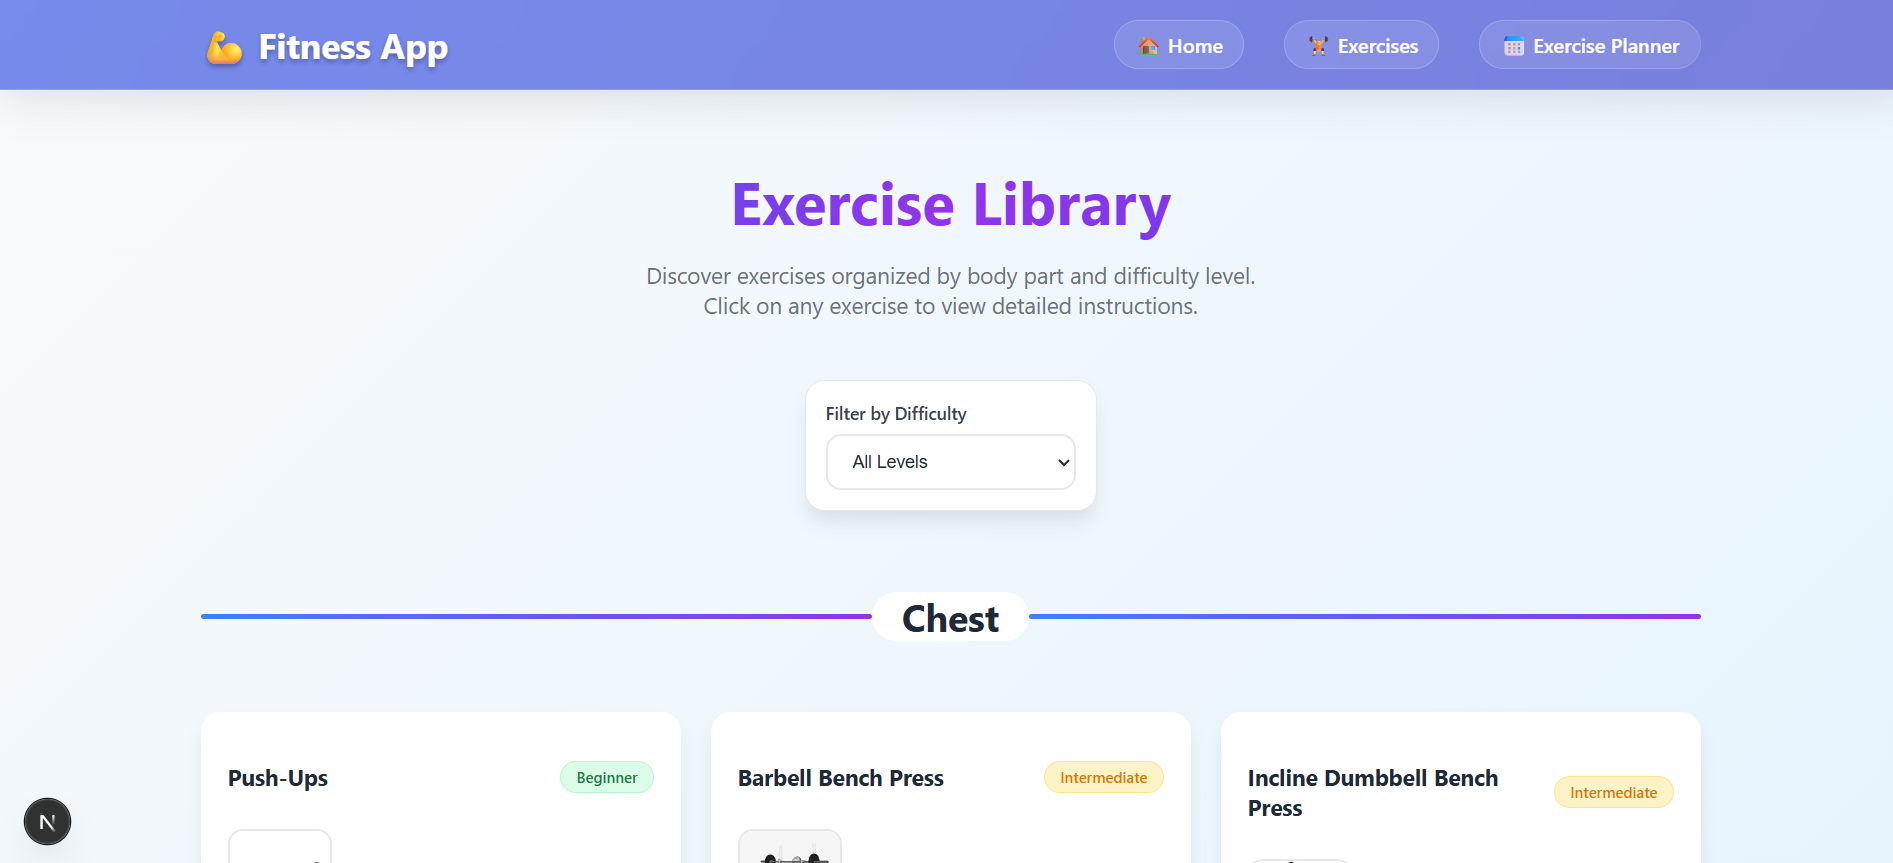 Fitness App
Home
Exercises
Exercise Planner
Exercise Library
Discover exercises organized by body part and difficulty level.
Click on any exercise to view detailed instructions.
Filter by Difficulty
All Levels
Chest
Push-Ups
Beginner
Barbell Bench Press
Intermediate
Incline Dumbbell Bench
Press
Intermediate
N